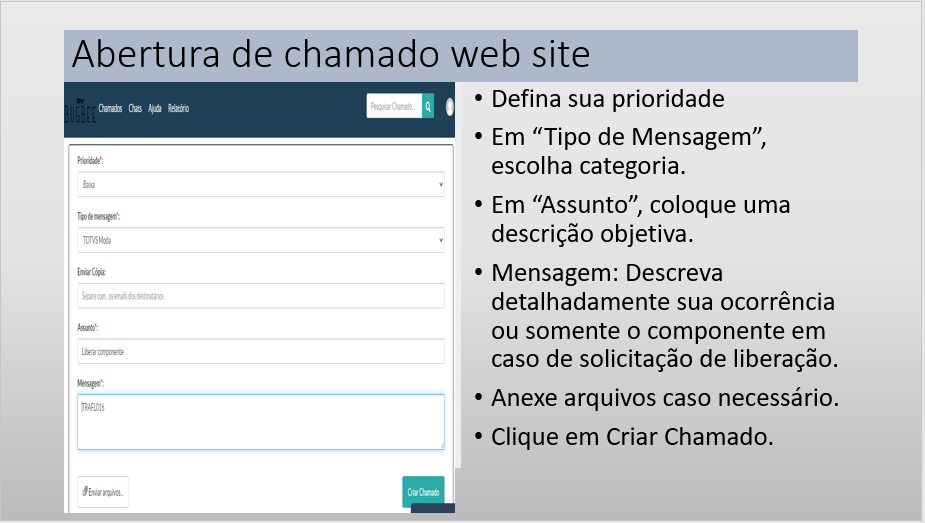 Abertura de chamado web site
BUGBEE
Chamados Chats Ajuda Relatório
Pesquisar Chamado...
Prioridade*:
Baixa
Tipo de mensagem*:
TOTVS Moda
Enviar Cópia:
Separe com , os emails dos destinatários
Assunto*:
Liberar componente
Mensagem*:
TRAFL016
Enviar arquivos...
Criar Chamado
• Defina sua prioridade
• Em “Tipo de Mensagem”,
escolha categoria.
• Em “Assunto”, coloque uma
descrição objetiva.
• Mensagem: Descreva
detalhadamente sua ocorrência
ou somente o componente em
caso de solicitação de liberação.
• Anexe arquivos caso necessário.
• Clique em Criar Chamado.